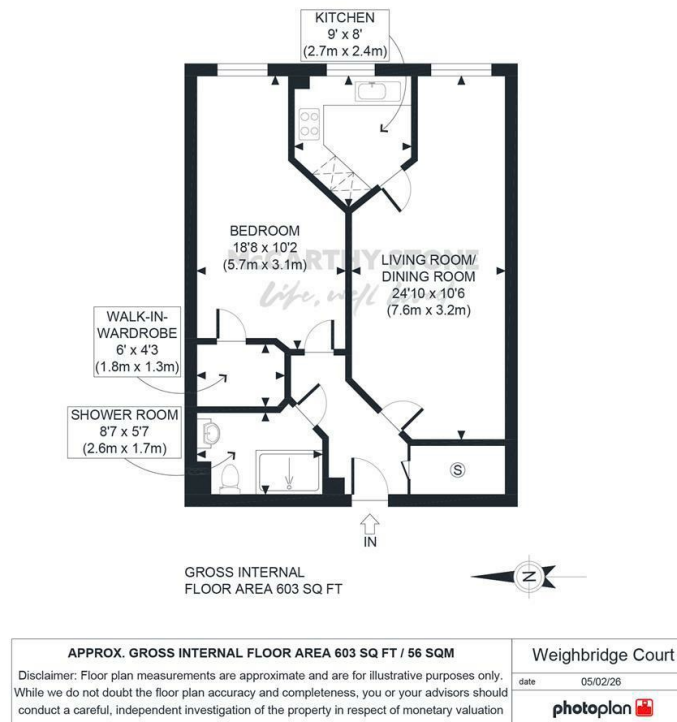 KITCHEN
9' x 8'
(2.7m x 2.4m)
BEDROOM
18'8 x 10'2
(5.7m x 3.1m)
McCARTHY STONE
Life, well lived.
LIVING ROOM/
DINING ROOM
24'10 x 10'6
(7.6m x 3.2m)
WALK-IN-
WARDROBE
6' x 4'3
(1.8m x 1.3m)
SHOWER ROOM
8'7 x 5'7
(2.6m x 1.7m)
S
IN
GROSS INTERNAL
FLOOR AREA 603 SQ FT
N
APPROX. GROSS INTERNAL FLOOR AREA 603 SQ FT / 56 SQM
Disclaimer: Floor plan measurements are approximate and are for illustrative purposes only.
While we do not doubt the floor plan accuracy and completeness, you or your advisors should
conduct a careful, independent investigation of the property in respect of monetary valuation
Weighbridge Court
date 05/02/26
photoplan